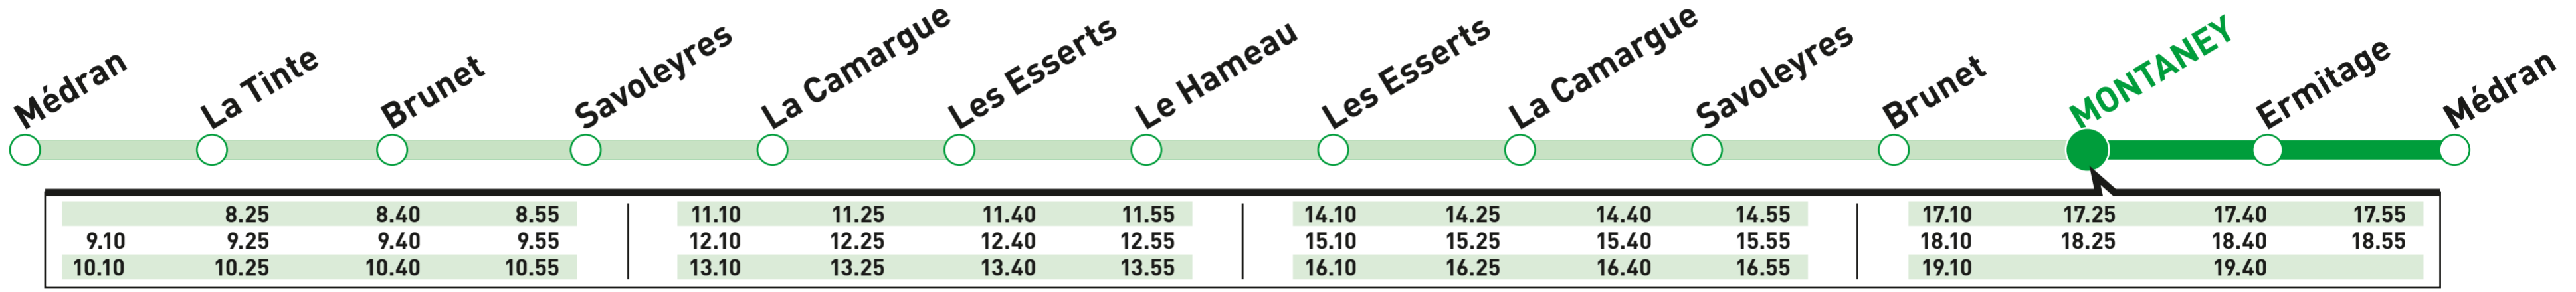 Médran
La Tinte
Brunet
Savoleyres
La Camargue
Les Esserts
Le Hameau
Les Esserts
La Camargue
Savoleyres
Brunet
MONTANEY
Ermitage
Médran
8.25 8.40 8.55
9.10 9.25 9.40 9.55
10.10 10.25 10.40 10.55
11.10 11.25 11.40 11.55
12.10 12.25 12.40 12.55
13.10 13.25 13.40 13.55
14.10 14.25 14.40 14.55
15.10 15.25 15.40 15.55
16.10 16.25 16.40 16.55
17.10 17.25 17.40 17.55
18.10 18.25 18.40 18.55
19.10 19.40